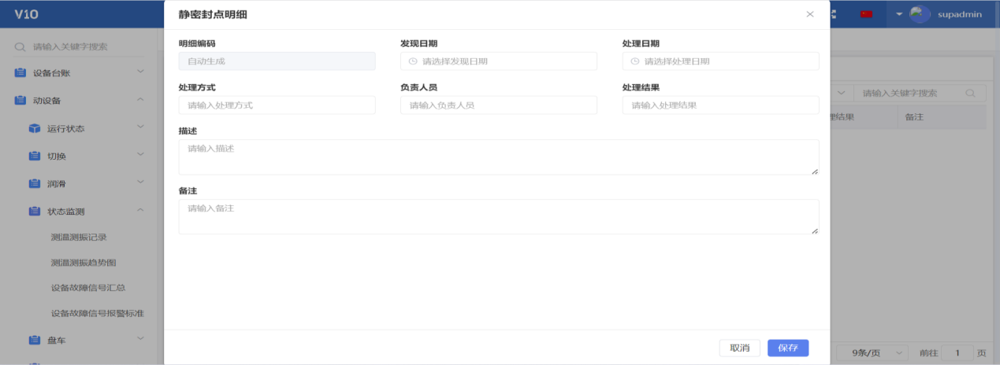 V10
静密封点明细
supadmin
请输入关键字搜索
设备台账
动设备
运行状态
切换
润滑
状态监测
测温测振记录
测温测振趋势图
设备故障信号汇总
设备故障信号报警标准
盘车
明细编码
发现日期
处理日期
自动生成
请选择发现日期
请选择处理日期
处理方式
负责人员
处理结果
请输入处理方式
请输入负责人员
请输入处理结果
描述
请输入描述
备注
请输入备注
取消
保存
请输入关键字搜索
理结果
备注
9条/页
前往 1 页